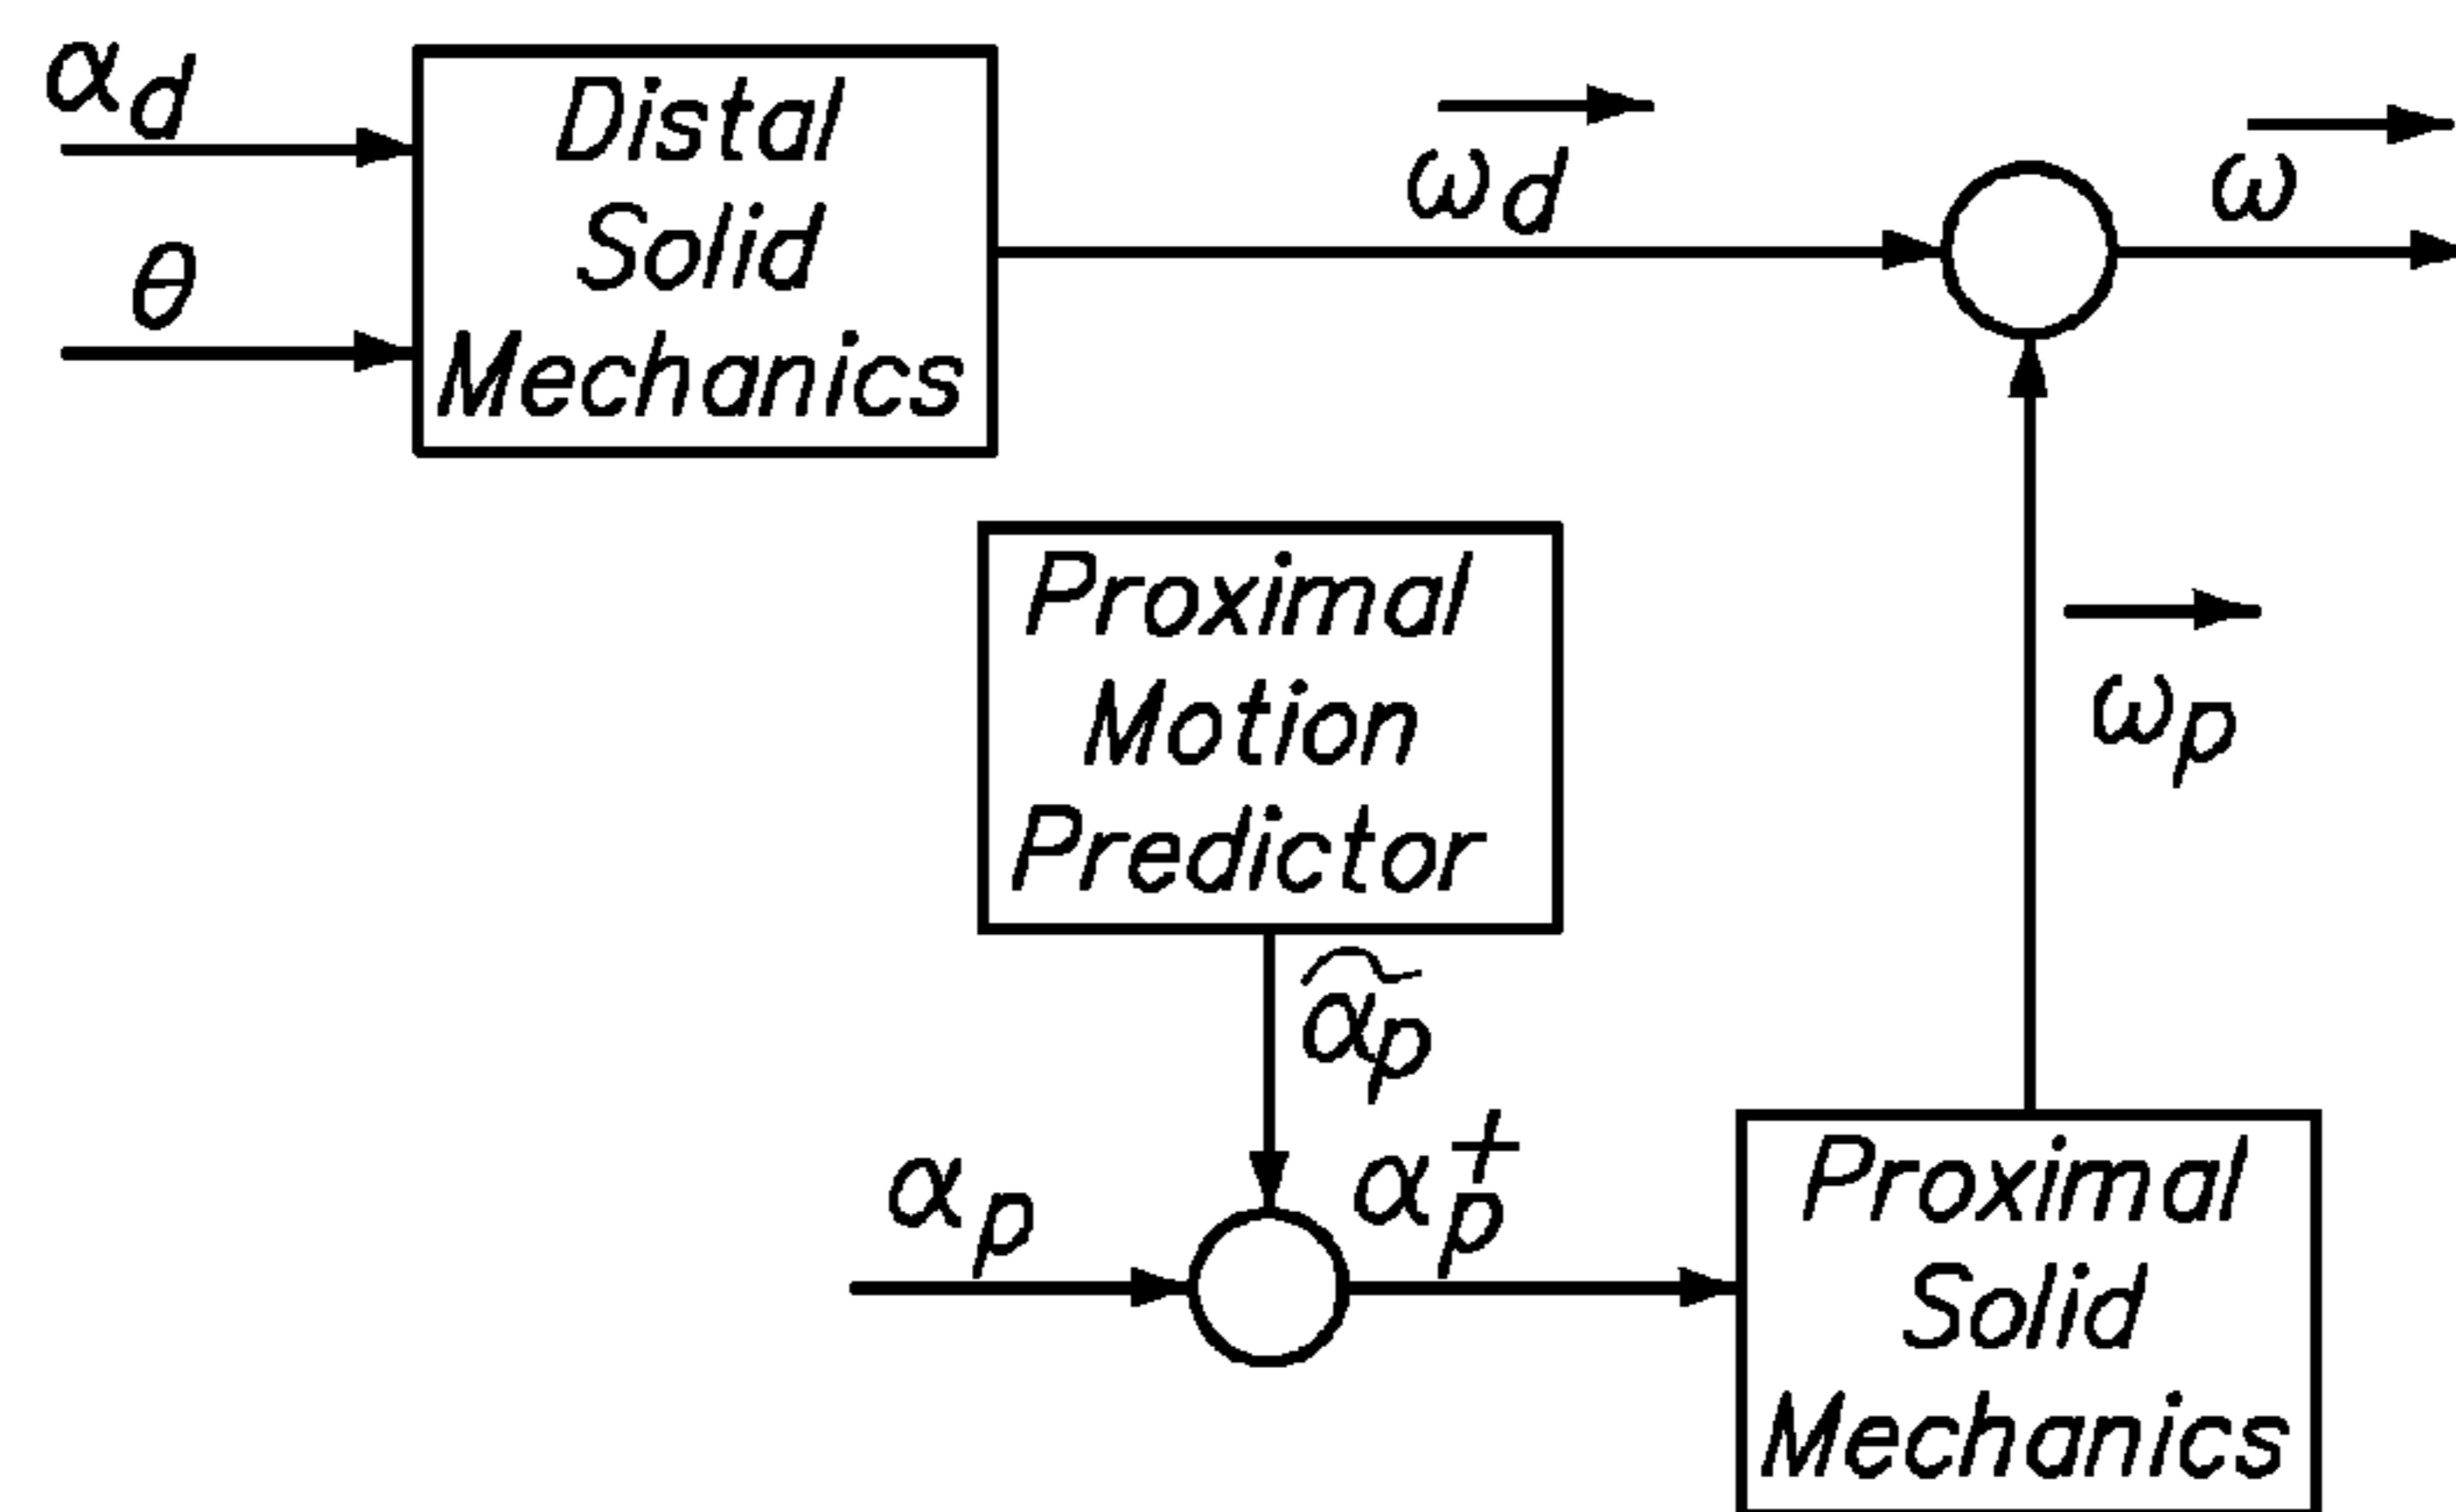 αd
θ
Distal
Solid
Mechanics
ωd
ω
Proximal
Motion
Predictor
ωp
α̃p
αp
αp+
Proximal
Solid
Mechanics